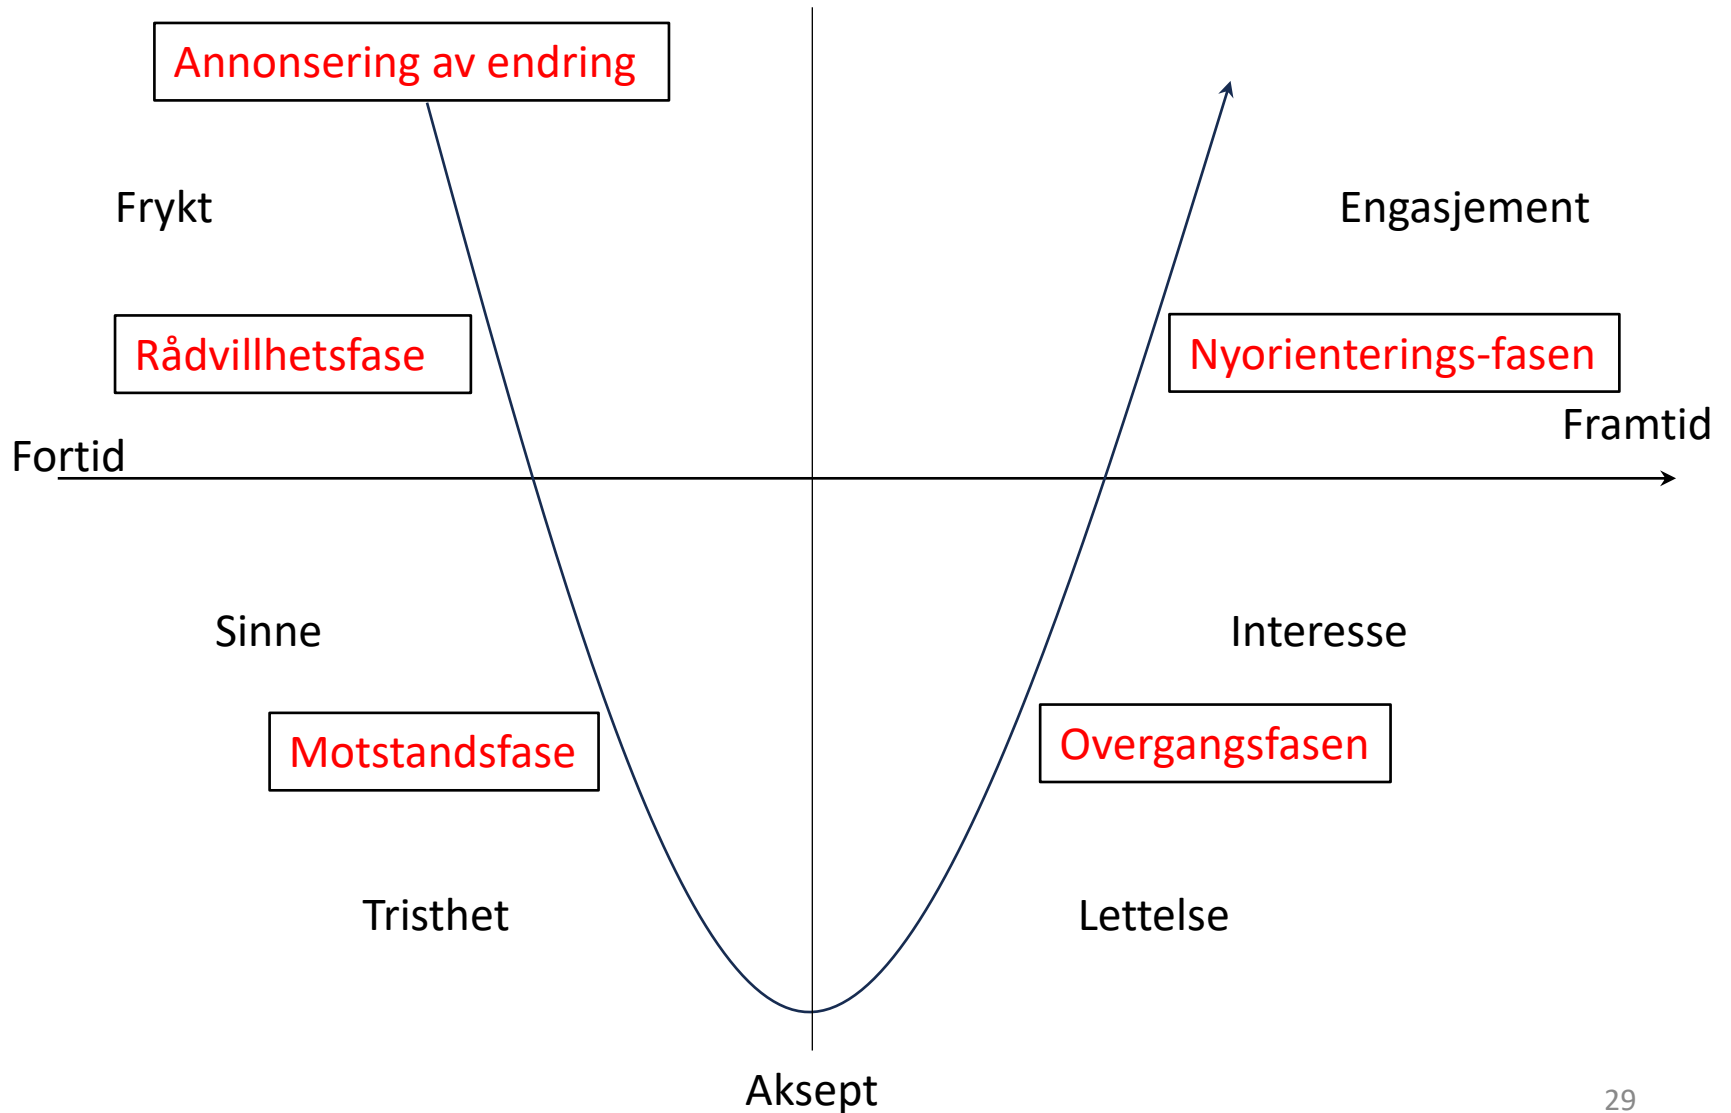 Annonsering av endring
Frykt
Engasjement
Rådvillhetsfase
Nyorienterings-fasen
Framtid
Fortid
Sinne
Interesse
Motstandsfase
Overgangsfasen
Tristhet
Lettelse
Aksept
29